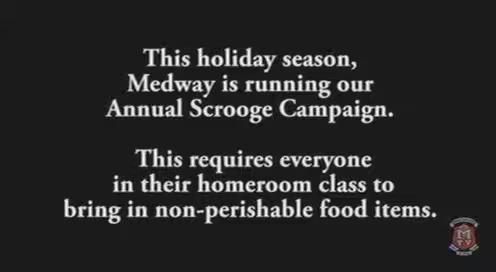 This holiday season,
Medway is running our
Annual Scrooge Campaign.
This requires everyone
in their homeroom class to
bring in non-perishable food items.